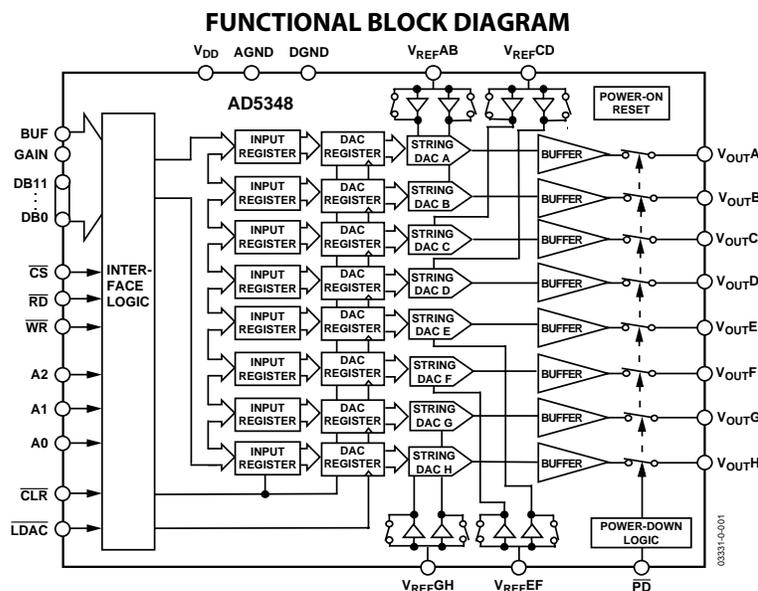 FUNCTIONAL BLOCK DIAGRAM
VDD
AGND
DGND
VREFAB
VREFCD
AD5348
POWER-ON
RESET
BUF
GAIN
DB11
DB0
CS
RD
WR
A2
A1
A0
CLR
LDAC
INTER-
FACE
LOGIC
INPUT
REGISTER
DAC
REGISTER
STRING
DAC A
BUFFER
VOUTA
INPUT
REGISTER
DAC
REGISTER
STRING
DAC B
BUFFER
VOUTB
INPUT
REGISTER
DAC
REGISTER
STRING
DAC C
BUFFER
VOUTC
INPUT
REGISTER
DAC
REGISTER
STRING
DAC D
BUFFER
VOUTD
INPUT
REGISTER
DAC
REGISTER
STRING
DAC E
BUFFER
VOUTE
INPUT
REGISTER
DAC
REGISTER
STRING
DAC F
BUFFER
VOUTF
INPUT
REGISTER
DAC
REGISTER
STRING
DAC G
BUFFER
VOUTG
INPUT
REGISTER
DAC
REGISTER
STRING
DAC H
BUFFER
VOUTH
POWER-DOWN
LOGIC
VREFGH
VREFEF
PD
03331-0-001